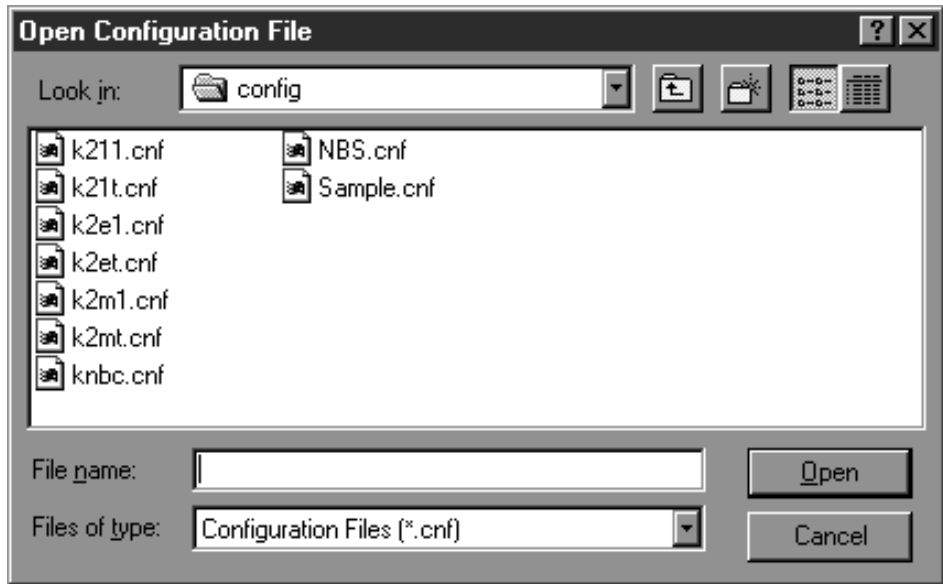 Open Configuration File
Look in: config
k211.cnf NBS.cnf
k21t.cnf Sample.cnf
k2e1.cnf
k2et.cnf
k2m1.cnf
k2mt.cnf
knbc.cnf
File name: Open
Files of type: Configuration Files (*.cnf) Cancel